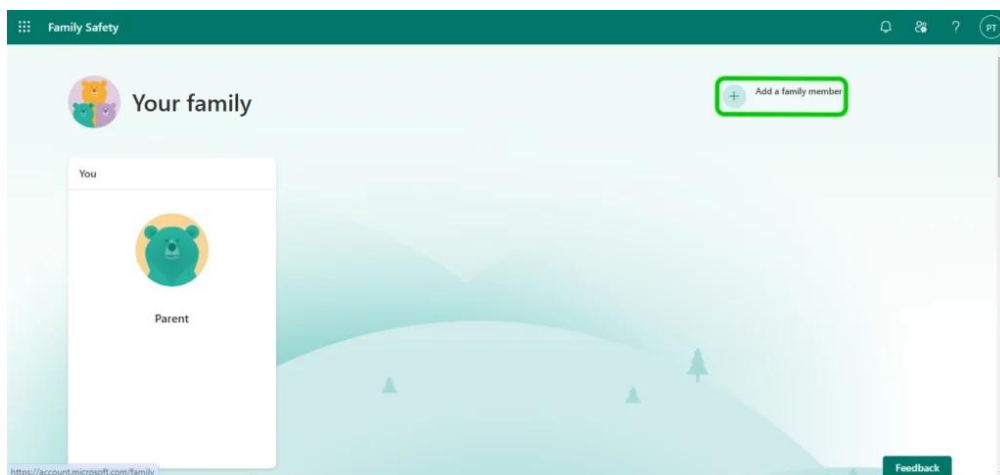 Family Safety
?
PT
Your family
+ Add a family member
You
Parent
https://account.microsoft.com/family
Feedback